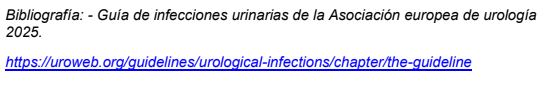 Bibliografía: - Guía de infecciones urinarias de la Asociación europea de urología
2025.
https://uroweb.org/guidelines/urological-infections/chapter/the-guideline